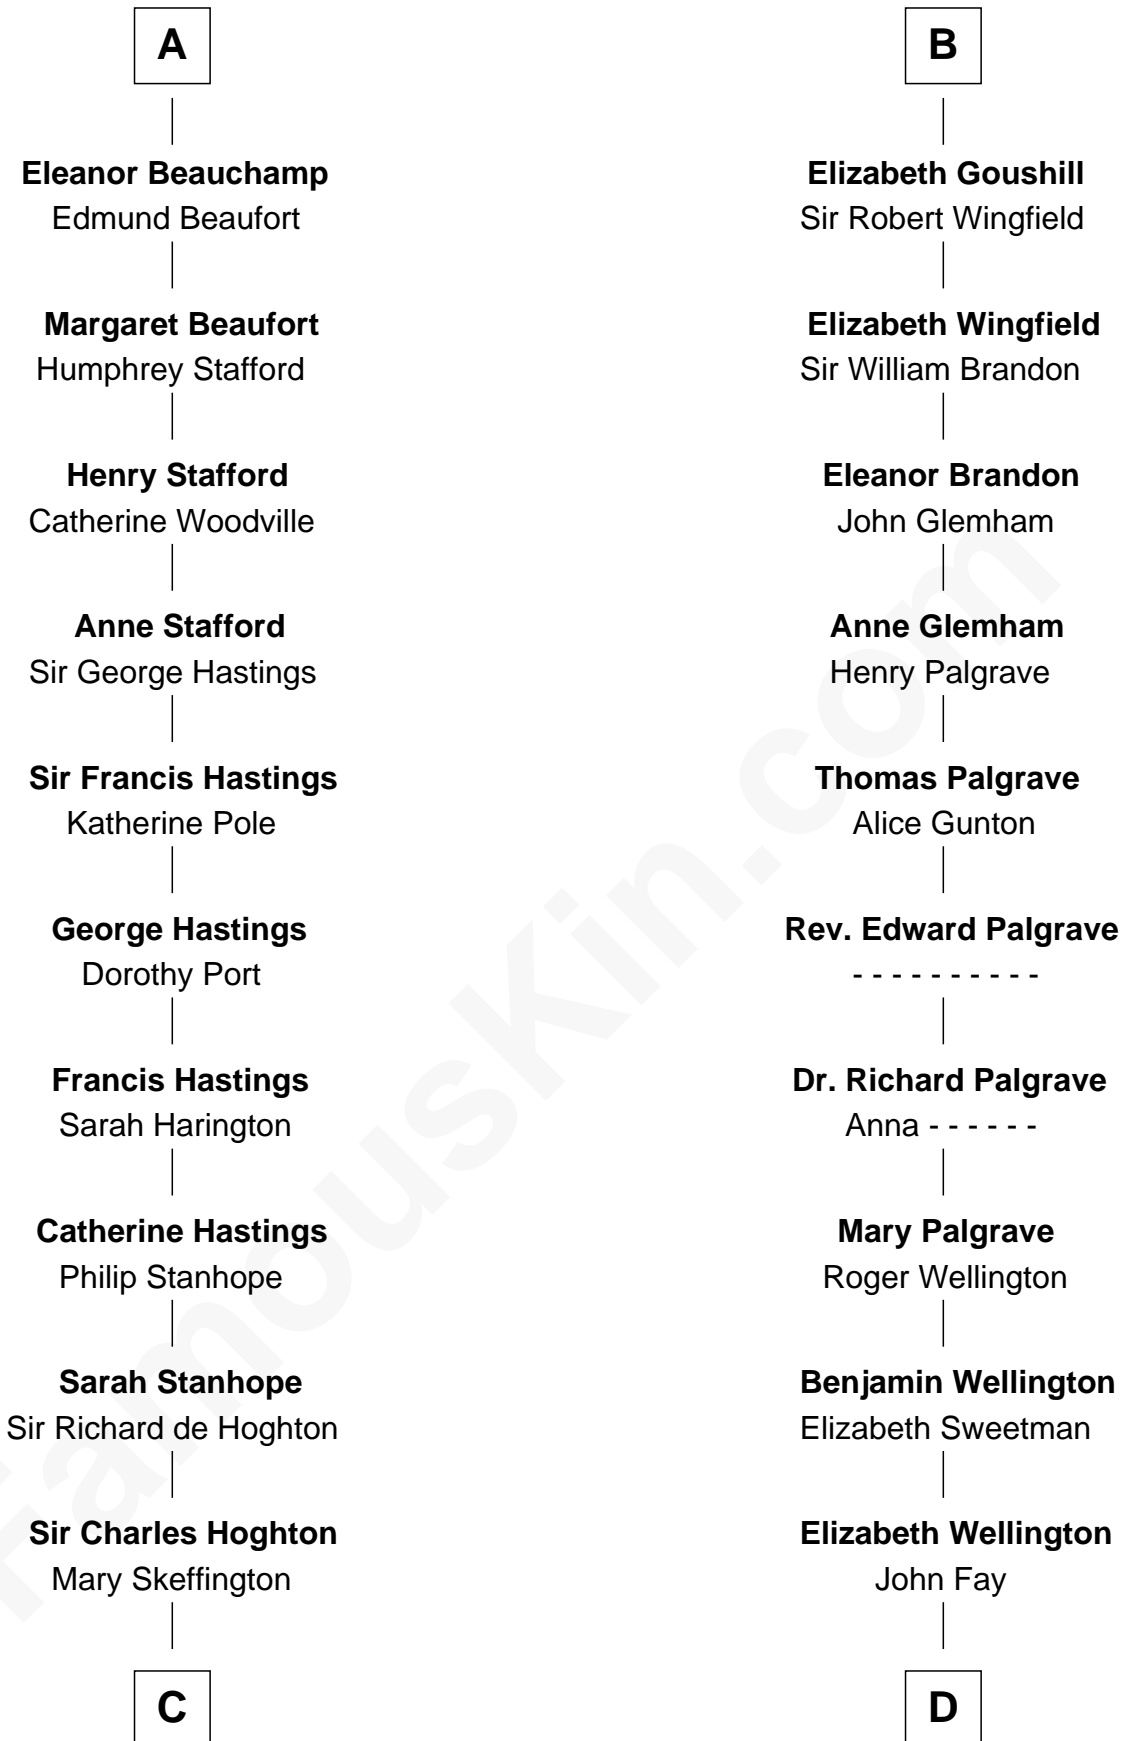 A
Eleanor Beauchamp
Edmund Beaufort
Margaret Beaufort
Humphrey Stafford
Henry Stafford
Catherine Woodville
Anne Stafford
Sir George Hastings
Sir Francis Hastings
Katherine Pole
George Hastings
Dorothy Port
Francis Hastings
Sarah Harington
Catherine Hastings
Philip Stanhope
Sarah Stanhope
Sir Richard de Hoghton
Sir Charles Hoghton
Mary Skeffington
C
B
Elizabeth Goushill
Sir Robert Wingfield
Elizabeth Wingfield
Sir William Brandon
Eleanor Brandon
John Glemham
Anne Glemham
Henry Palgrave
Thomas Palgrave
Alice Gunton
Rev. Edward Palgrave
- - - - - - - - - -
Dr. Richard Palgrave
Anna - - - - - -
Mary Palgrave
Roger Wellington
Benjamin Wellington
Elizabeth Sweetman
Elizabeth Wellington
John Fay
D
FamousKin.com